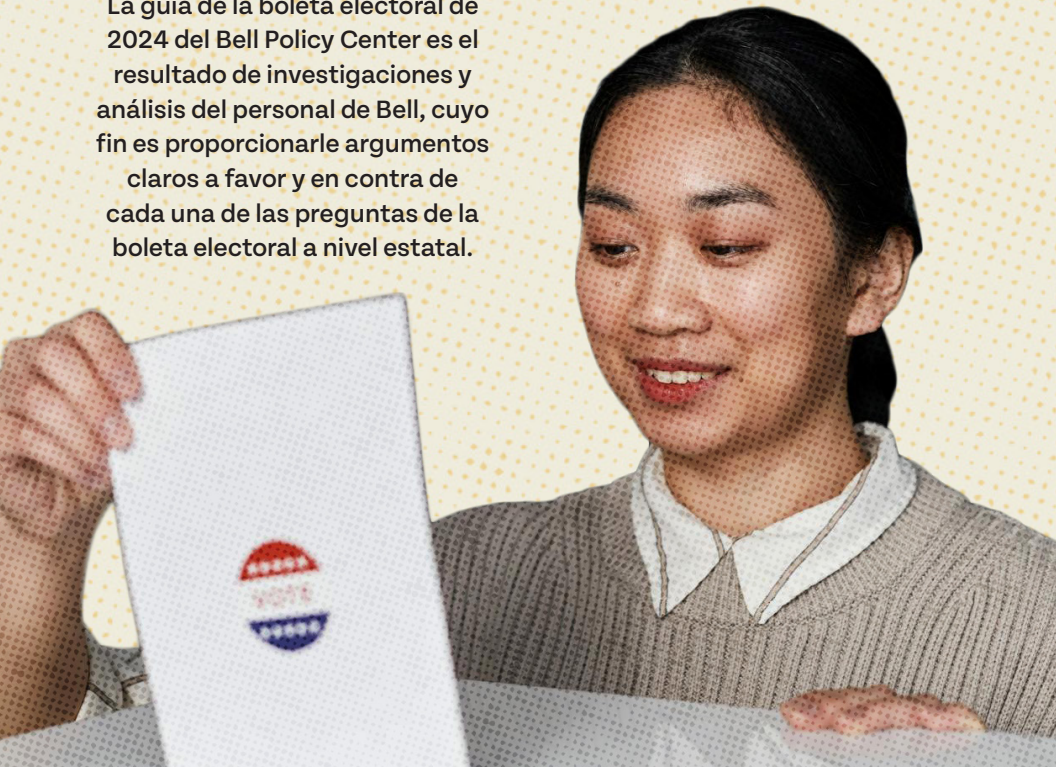 La guía de la boleta electoral de
2024 del Bell Policy Center es el
resultado de investigaciones y
análisis del personal de Bell, cuyo
fin es proporcionarle argumentos
claros a favor y en contra de
cada una de las preguntas de la
boleta electoral a nivel estatal.
VOTE